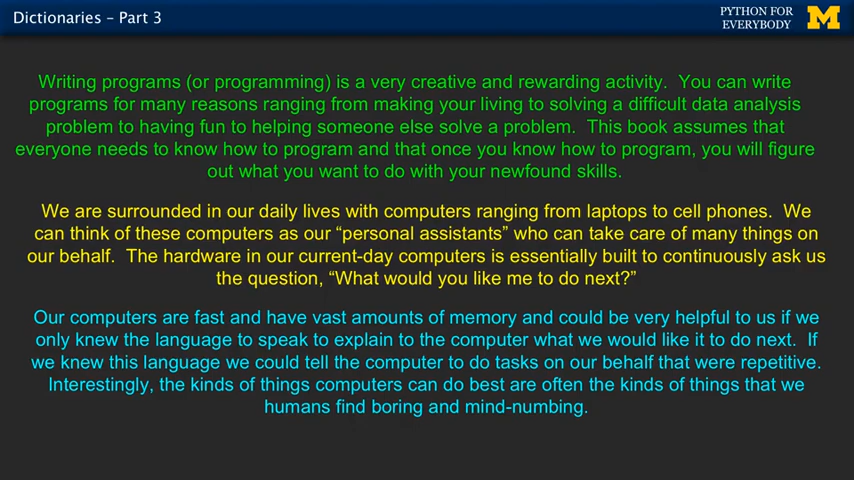 Dictionaries – Part 3
PYTHON FOR
EVERYBODY
M
Writing programs (or programming) is a very creative and rewarding activity.  You can write
programs for many reasons ranging from making your living to solving a difficult data analysis
problem to having fun to helping someone else solve a problem.  This book assumes that
everyone needs to know how to program and that once you know how to program, you will figure
out what you want to do with your newfound skills.
We are surrounded in our daily lives with computers ranging from laptops to cell phones.  We
can think of these computers as our “personal assistants” who can take care of many things on
our behalf.  The hardware in our current-day computers is essentially built to continuously ask us
the question, “What would you like me to do next?”
Our computers are fast and have vast amounts of memory and could be very helpful to us if we
only knew the language to speak to explain to the computer what we would like it to do next.  If
we knew this language we could tell the computer to do tasks on our behalf that were repetitive.
Interestingly, the kinds of things computers can do best are often the kinds of things that we
humans find boring and mind-numbing.